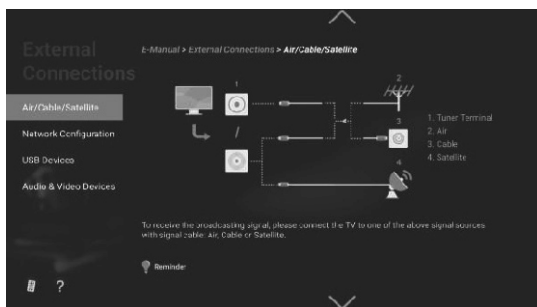 External
Connections
Air/Cable/Satellite
Network Configuration
USB Devices
Audio & Video Devices
?
E-Manual > External Connections > Air/Cable/Satellite
1
2
3
4
/
1. Tuner Terminal
2. Air
3. Cable
4. Satellite
To receive the broadcasting signal, please connect the TV to one of the above signal sources
with signal cable: Air, Cable or Satellite.
Reminder